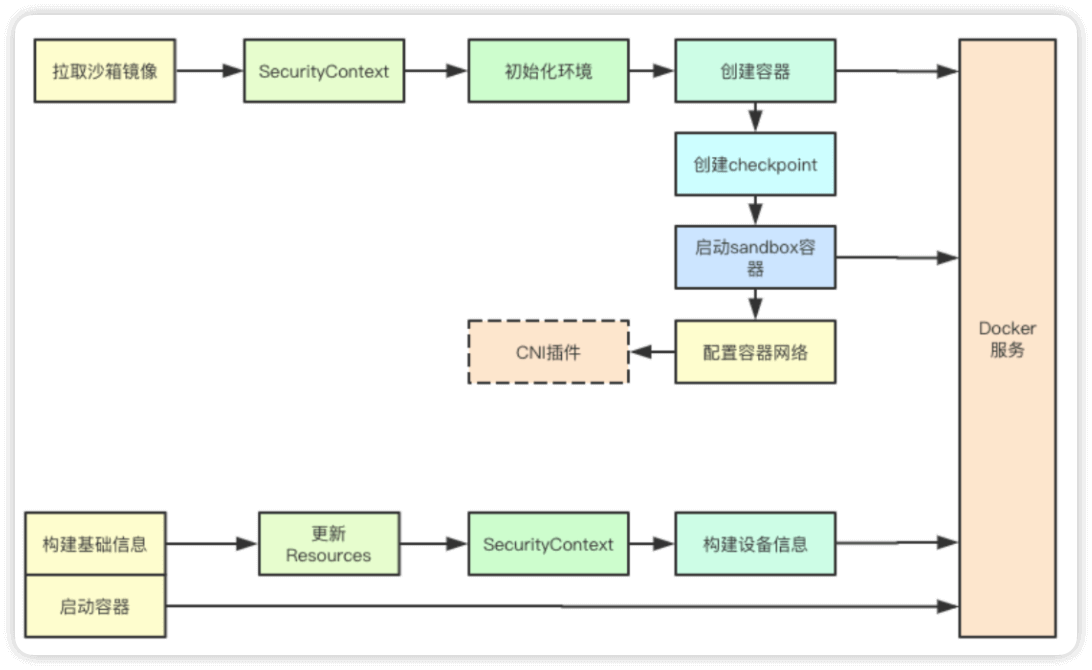 拉取沙箱镜像
SecurityContext
初始化环境
创建容器
创建checkpoint
启动sandbox容
器
CNI插件
配置容器网络
Docker
服务
构建基础信息
更新
Resources
SecurityContext
构建设备信息
启动容器